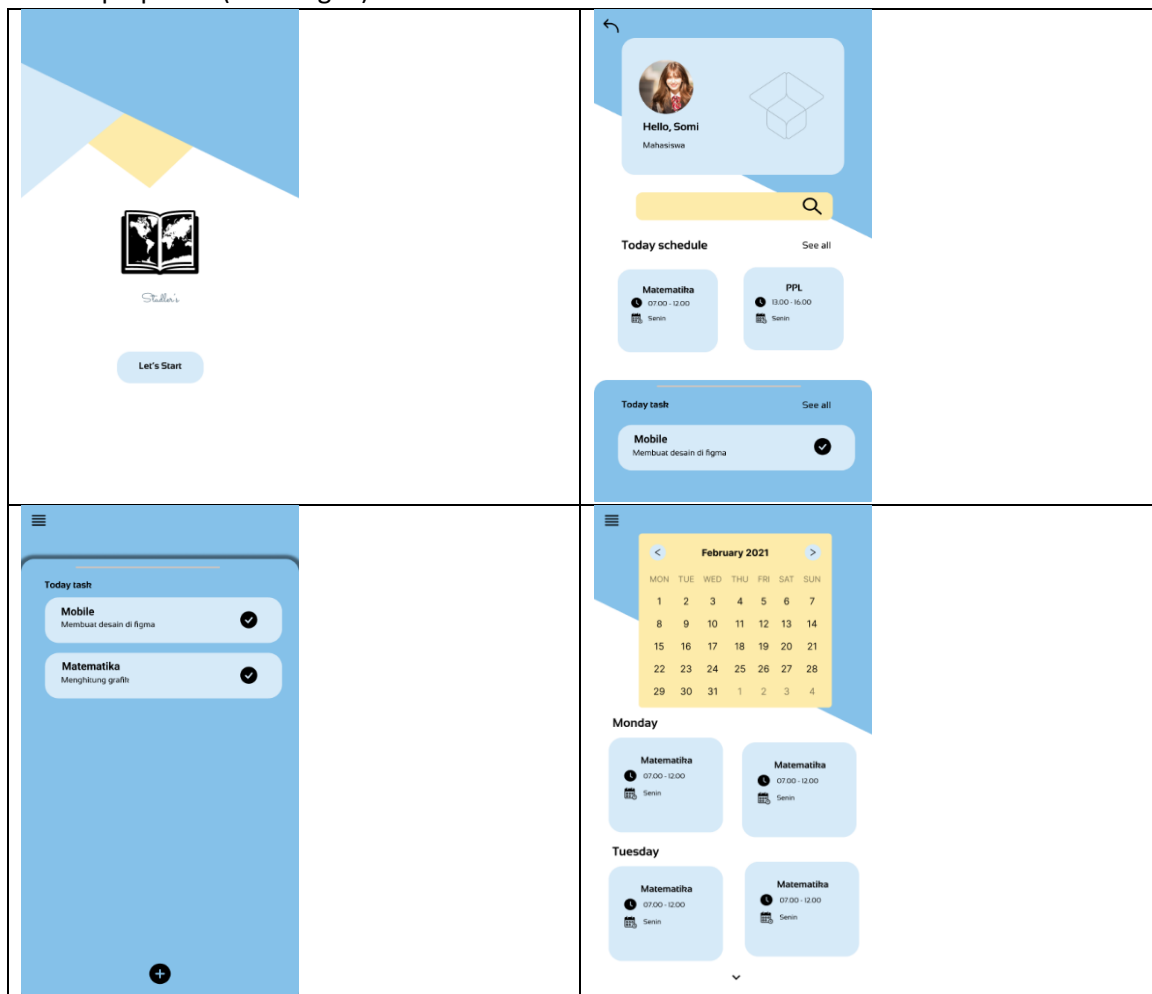 Stadler's
Let's Start
Hello, Somi
Mahasiswa
Today schedule
See all
Matematika
07.00 - 12.00
Senin
PPL
13.00 - 16.00
Senin
Today task
See all
Mobile
Membuat desain di figma
Today task
Mobile
Membuat desain di figma
Matematika
Menghitung grafik
February 2021
MON TUE WED THU FRI SAT SUN
1 2 3 4 5 6 7
8 9 10 11 12 13 14
15 16 17 18 19 20 21
22 23 24 25 26 27 28
29 30 31 1 2 3 4
Monday
Matematika
07.00 - 12.00
Senin
Matematika
07.00 - 12.00
Senin
Tuesday
Matematika
07.00 - 12.00
Senin
Matematika
07.00 - 12.00
Senin